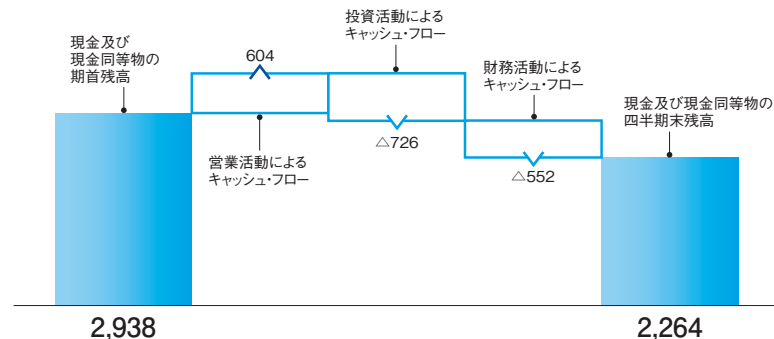 現金及び
現金同等物の
期首残高
604
営業活動による
キャッシュ・フロー
投資活動による
キャッシュ・フロー
△726
財務活動による
キャッシュ・フロー
△552
現金及び現金同等物の
四半期末残高
2,938
2,264